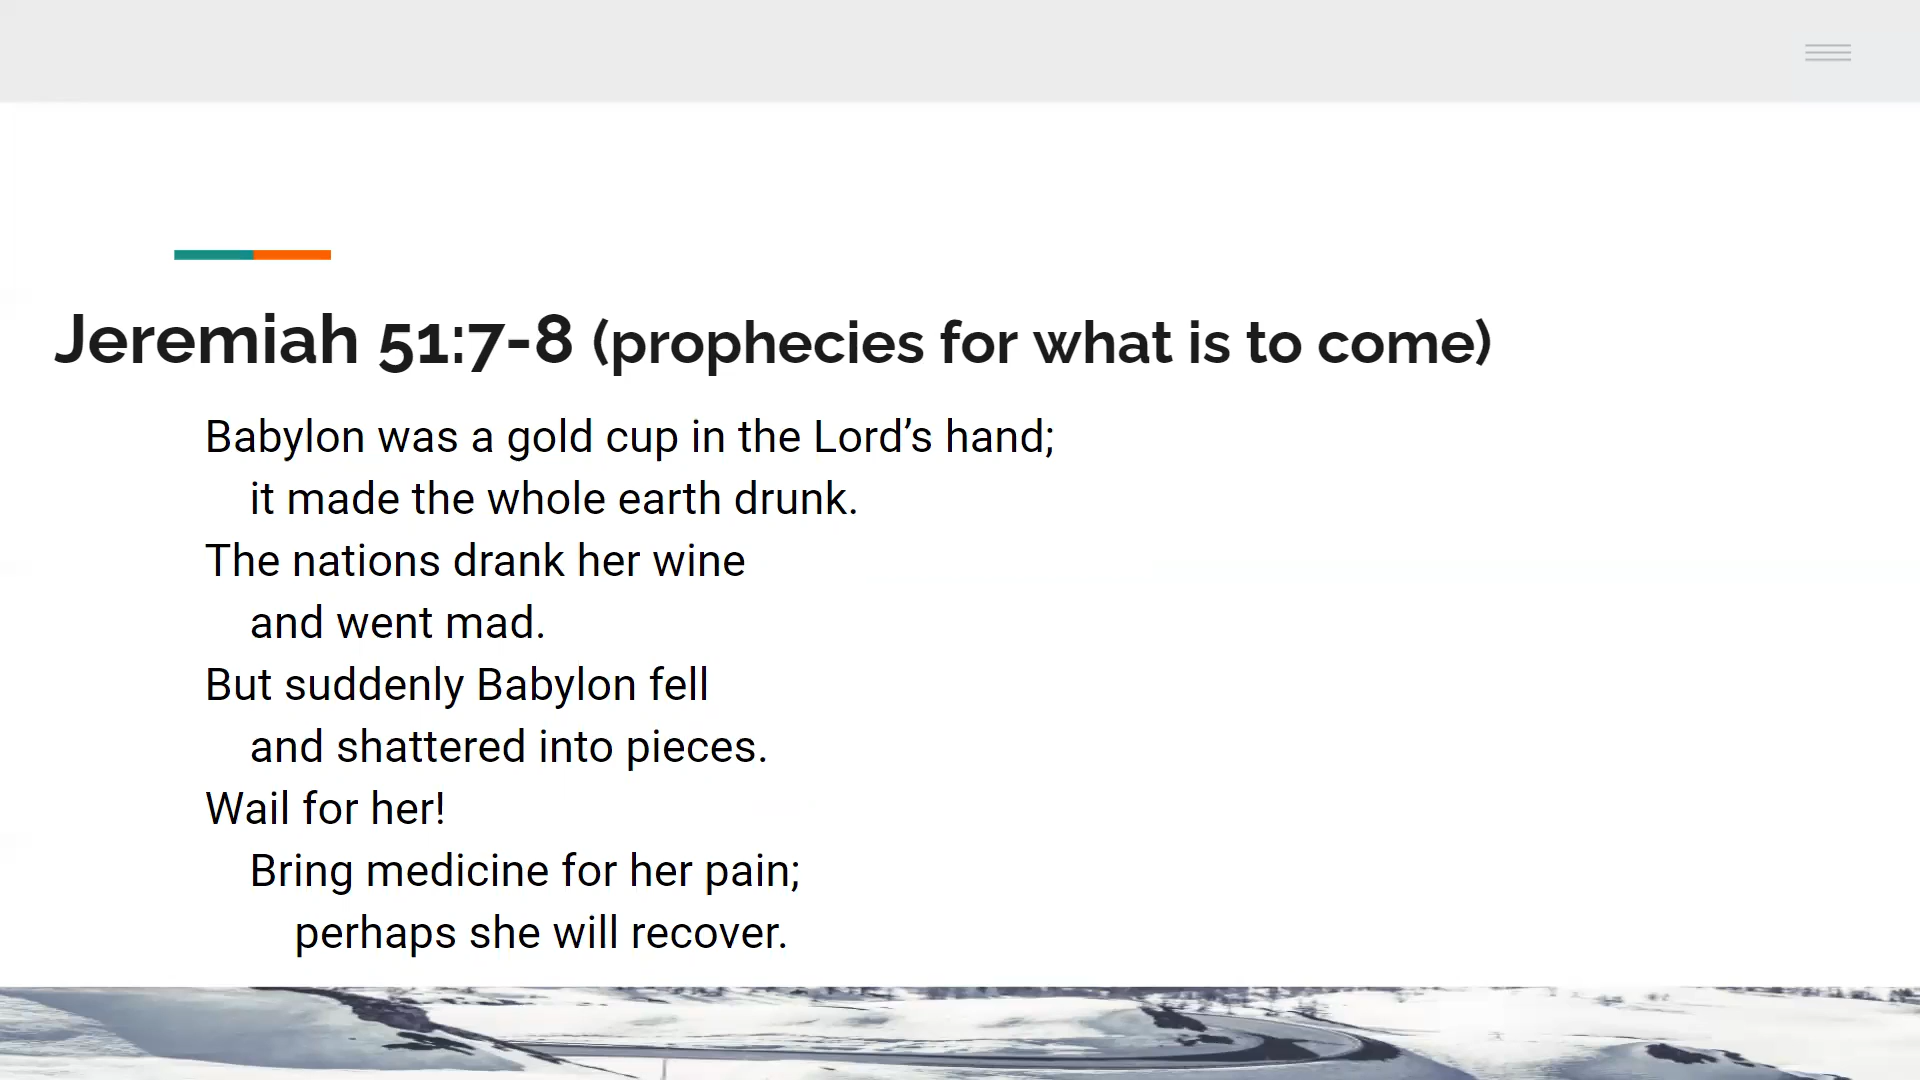 Jeremiah 51:7-8 (prophecies for what is to come)
Babylon was a gold cup in the Lord’s hand;
it made the whole earth drunk.
The nations drank her wine
and went mad.
But suddenly Babylon fell
and shattered into pieces.
Wail for her!
Bring medicine for her pain;
perhaps she will recover.